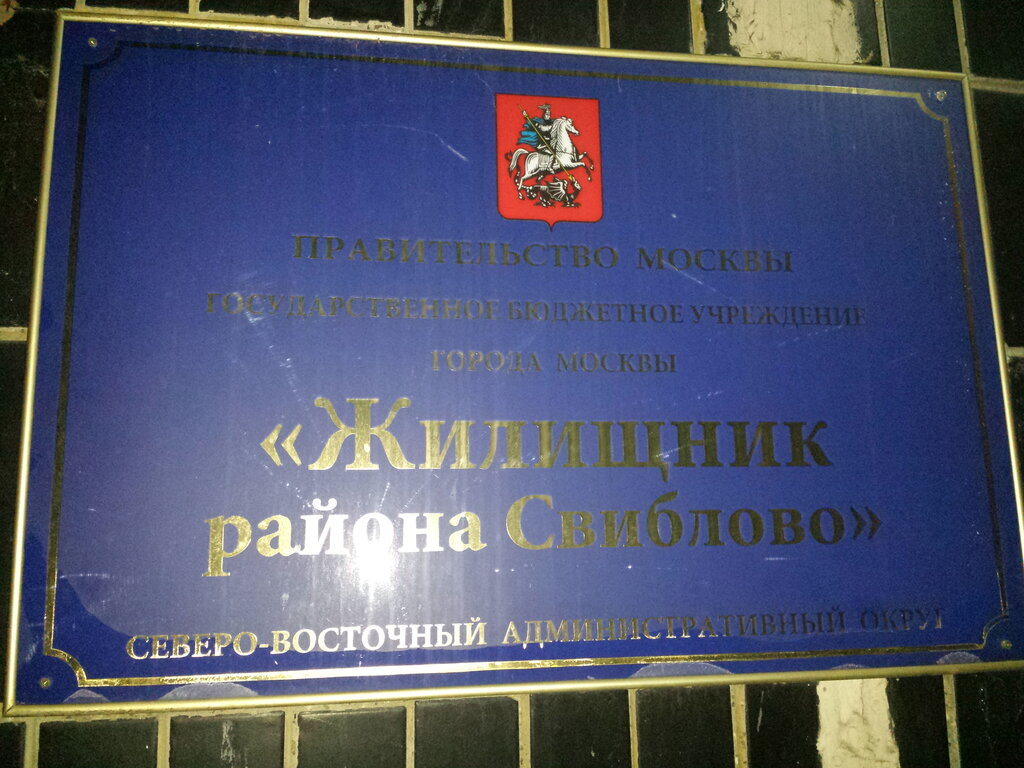 ПРАВИТЕЛЬСТВО МОСКВЫ
ГОСУДАРСТВЕННОЕ БЮДЖЕТНОЕ УЧРЕЖДЕНИЕ
ГОРОДА МОСКВЫ
«Жилищник
района Свиблово»
СЕВЕРО-ВОСТОЧНЫЙ АДМИНИСТРАТИВНЫЙ ОКРУГ